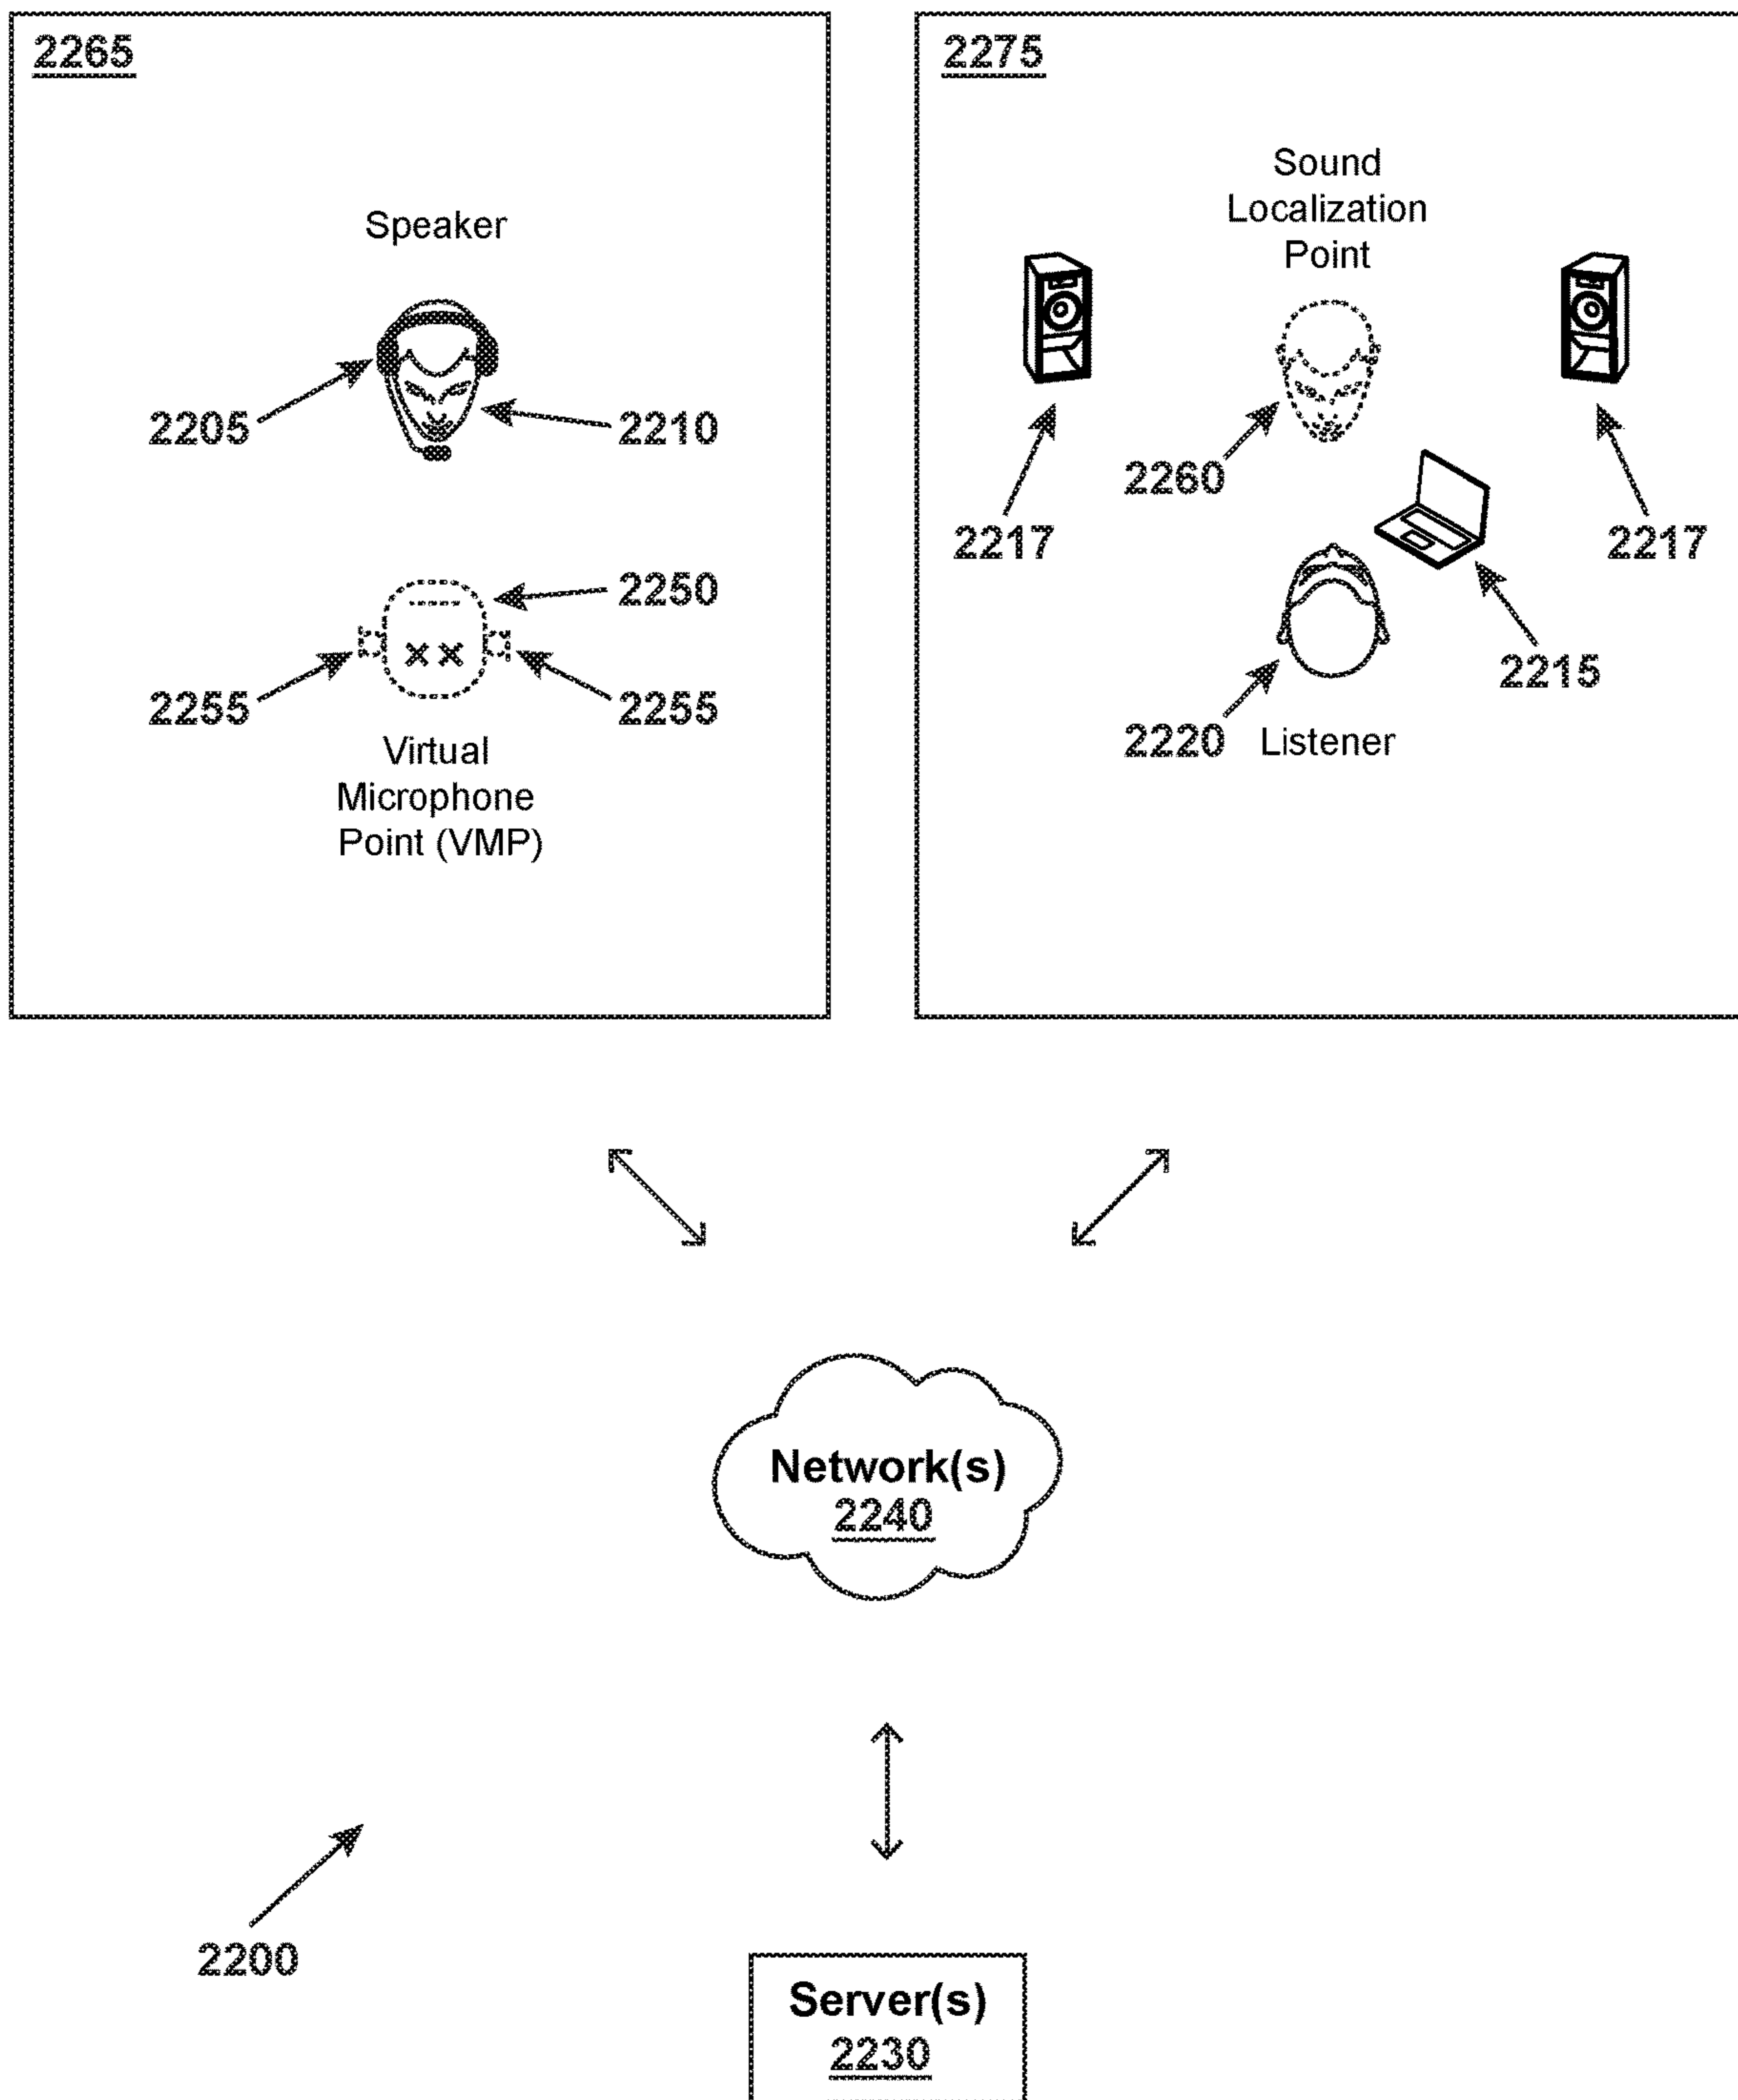 2265
Speaker
2205
2210
2250
2255
2255
Virtual
Microphone
Point (VMP)
2275
Sound
Localization
Point
2260
2217
2217
2215
2220
Listener
Network(s)
2240
2200
Server(s)
2230